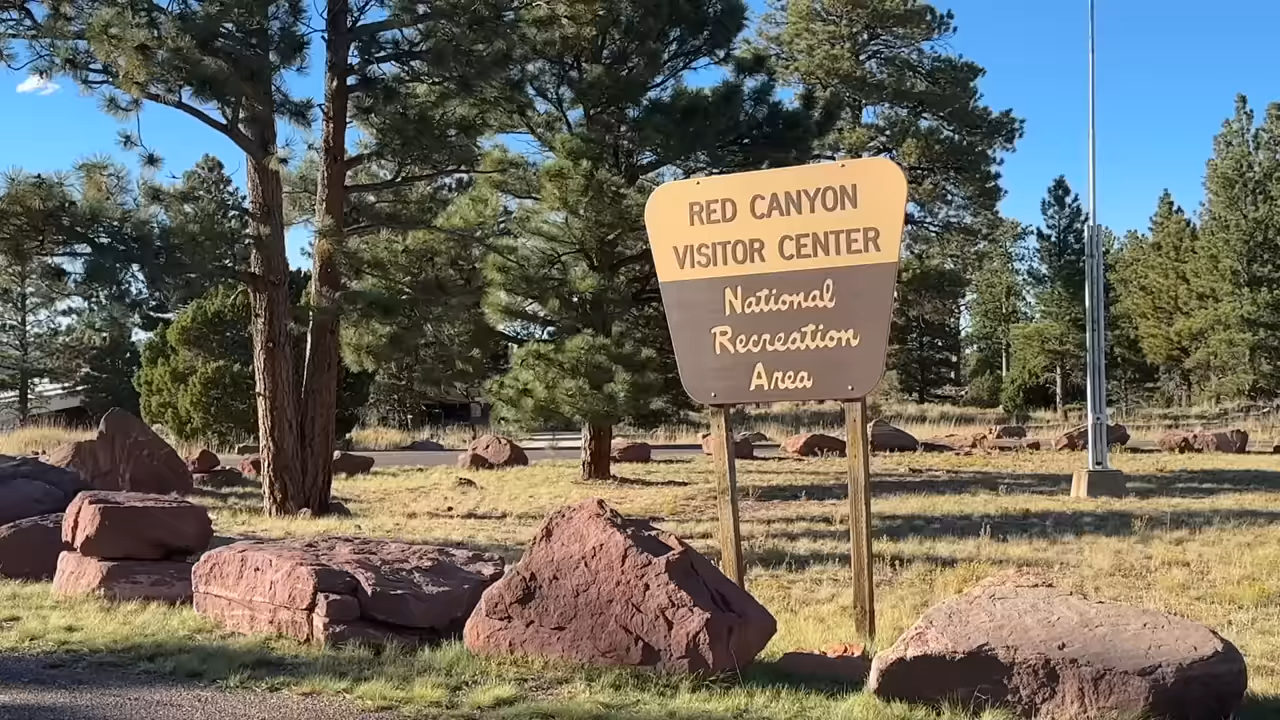 RED CANYON
VISITOR CENTER
National
Recreation
Area